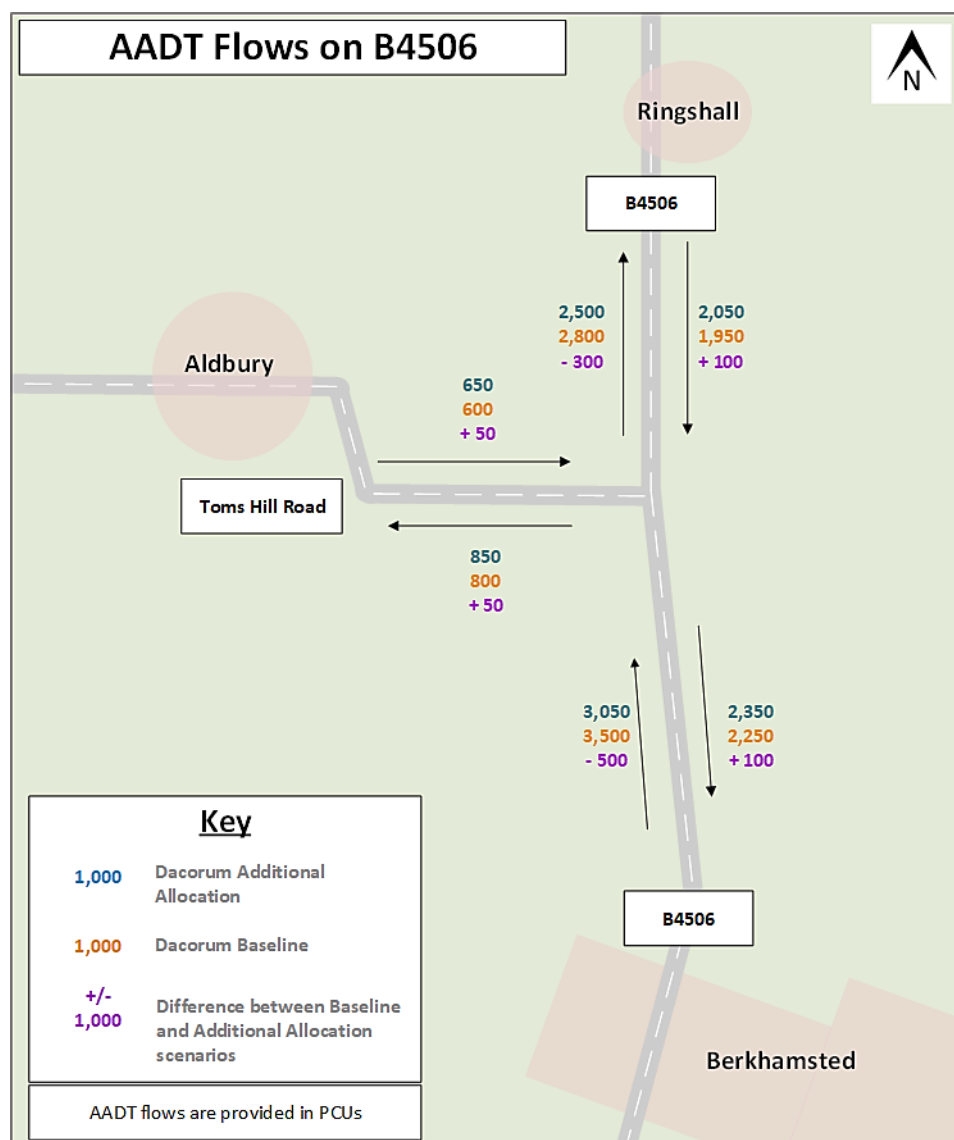 AADT Flows on B4506
N
Ringshall
B4506
2,500
2,800
- 300
2,050
1,950
+ 100
Aldbury
650
600
+ 50
Toms Hill Road
850
800
+ 50
3,050
3,500
- 500
2,350
2,250
+ 100
Key
1,000
Dacorum Additional
Allocation
1,000
Dacorum Baseline
+/-
1,000
Difference between Baseline
and Additional Allocation
scenarios
AADT flows are provided in PCUs
B4506
Berkhamsted